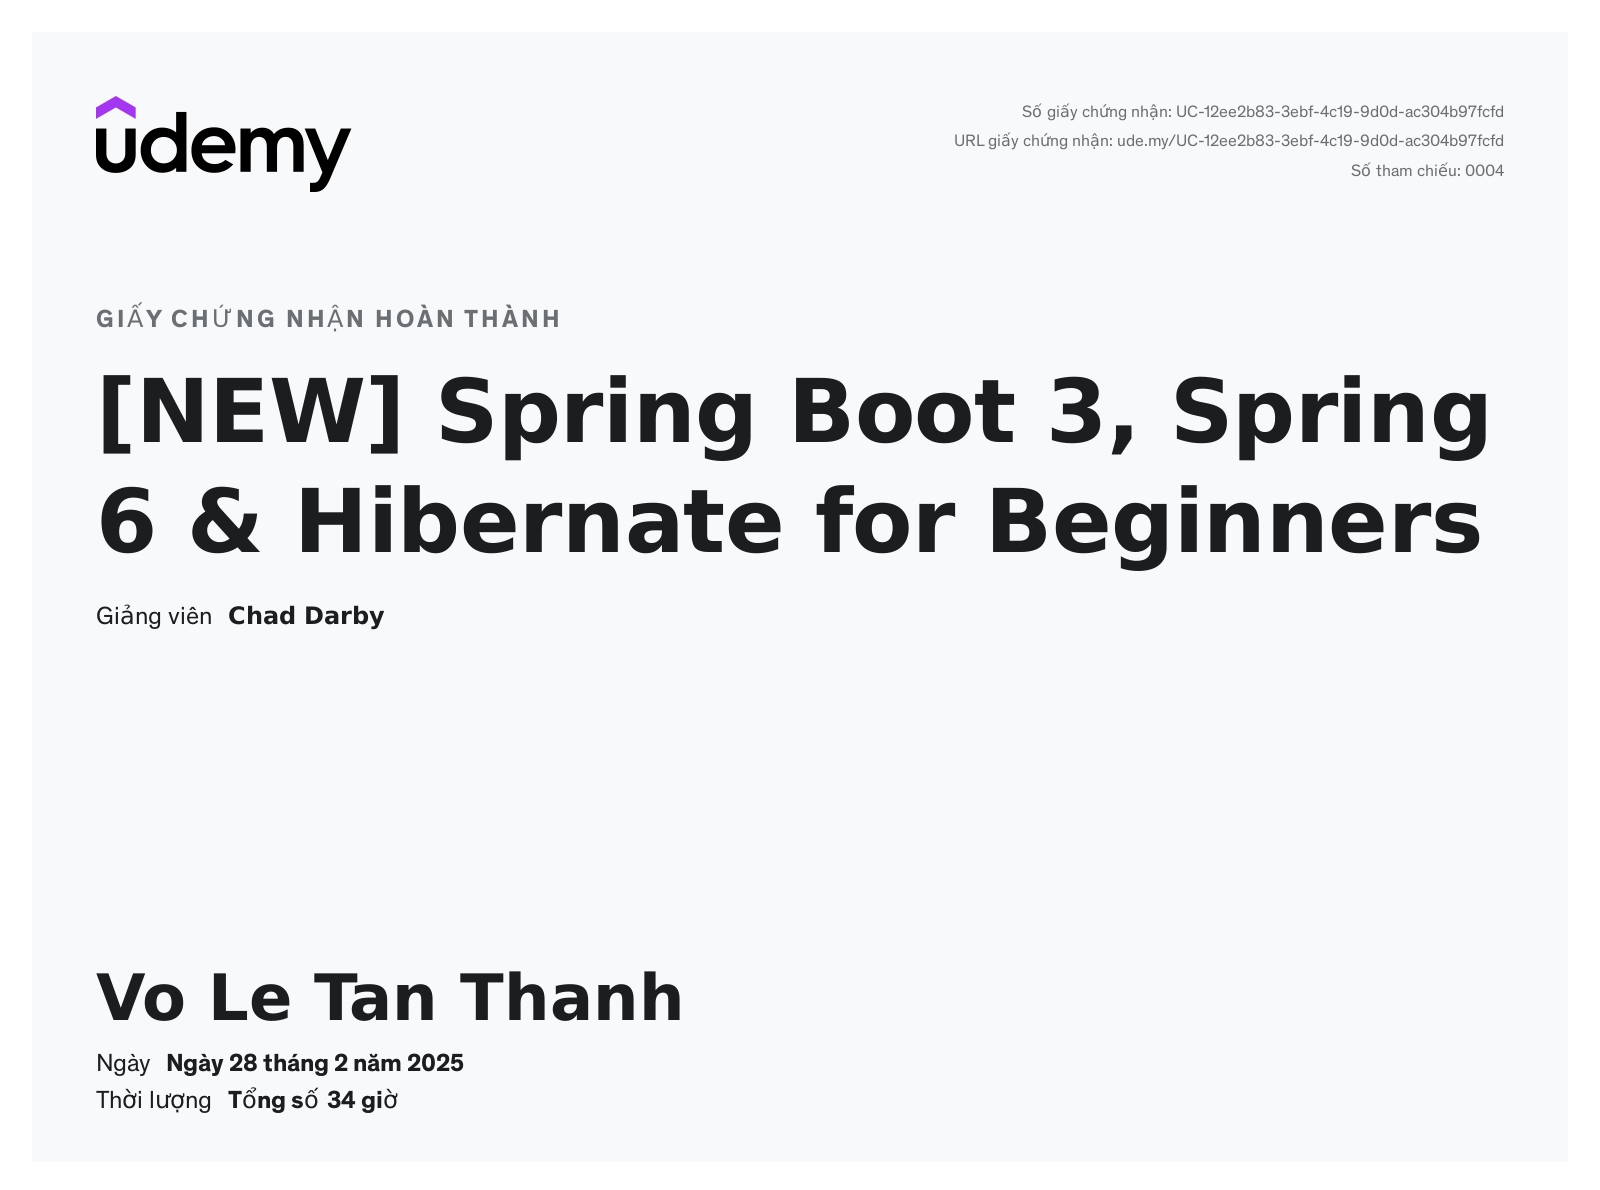 udemy
Số giấy chứng nhận: UC-12ee2b83-3ebf-4c19-9d0d-ac304b97fcfd
URL giấy chứng nhận: ude.my/UC-12ee2b83-3ebf-4c19-9d0d-ac304b97fcfd
Số tham chiếu: 0004
GIẤY CHỨNG NHẬN HOÀN THÀNH
[NEW] Spring Boot 3, Spring
6 & Hibernate for Beginners
Giảng viên Chad Darby
Vo Le Tan Thanh
Ngày Ngày 28 tháng 2 năm 2025
Thời lượng Tổng số 34 giờ